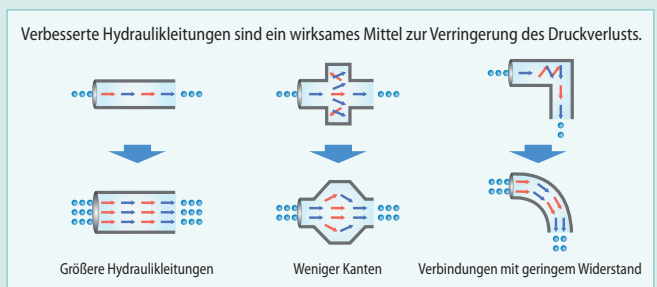 Verbesserte Hydraulikleitungen sind ein wirksames Mittel zur Verringerung des Druckverlusts.
Größere Hydraulikleitungen
Weniger Kanten
Verbindungen mit geringem Widerstand